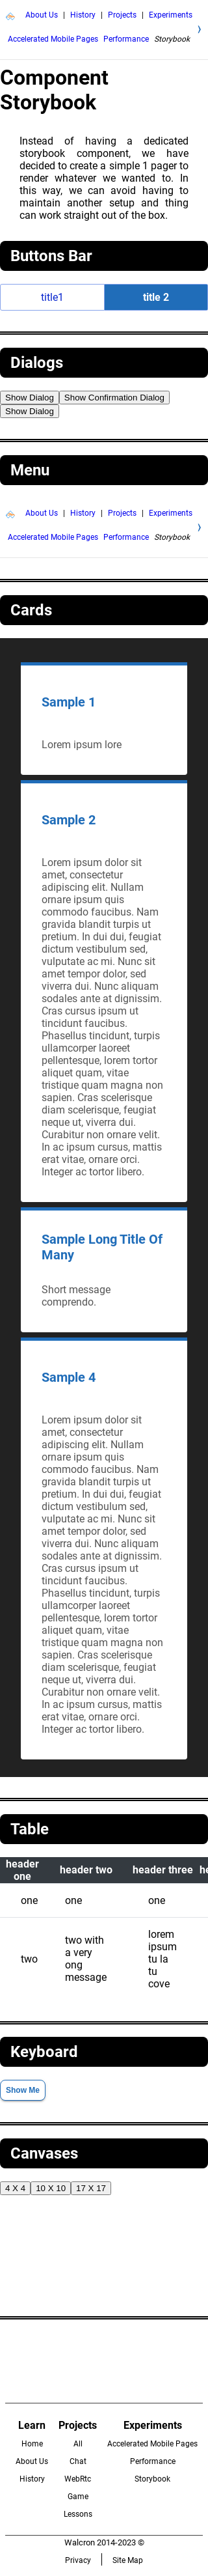 About Us | History | Projects | Experiments
Accelerated Mobile Pages Performance Storybook
Component
Storybook
Instead of having a dedicated
storybook component, we have
decided to create a simple 1 pager to
render whatever we wanted to. In
this way, we can avoid having to
maintain another setup and thing
can work straight out of the box.
Buttons Bar
title1 title 2
Dialogs
Show Dialog Show Confirmation Dialog
Show Dialog
Menu
About Us | History | Projects | Experiments
Accelerated Mobile Pages Performance Storybook
Cards
Sample 1
Lorem ipsum lore
Sample 2
Lorem ipsum dolor sit
amet, consectetur
adipiscing elit. Nullam
ornare ipsum quis
commodo faucibus. Nam
gravida blandit turpis ut
pretium. In dui dui, feugiat
dictum vestibulum sed,
vulputate ac mi. Nunc sit
amet tempor dolor, sed
viverra dui. Nunc aliquam
sodales ante at dignissim.
Cras cursus ipsum ut
tincidunt faucibus.
Phasellus tincidunt, turpis
ullamcorper laoreet
pellentesque, lorem tortor
aliquet quam, vitae
tristique quam magna non
sapien. Cras scelerisque
diam scelerisque, feugiat
neque ut, viverra dui.
Curabitur non ornare velit.
In ac ipsum cursus, mattis
erat vitae, ornare orci.
Integer ac tortor libero.
Sample Long Title Of
Many
Short message
comprendo.
Sample 4
Lorem ipsum dolor sit
amet, consectetur
adipiscing elit. Nullam
ornare ipsum quis
commodo faucibus. Nam
gravida blandit turpis ut
pretium. In dui dui, feugiat
dictum vestibulum sed,
vulputate ac mi. Nunc sit
amet tempor dolor, sed
viverra dui. Nunc aliquam
sodales ante at dignissim.
Cras cursus ipsum ut
tincidunt faucibus.
Phasellus tincidunt, turpis
ullamcorper laoreet
pellentesque, lorem tortor
aliquet quam, vitae
tristique quam magna non
sapien. Cras scelerisque
diam scelerisque, feugiat
neque ut, viverra dui.
Curabitur non ornare velit.
In ac ipsum cursus, mattis
erat vitae, ornare orci.
Integer ac tortor libero.
Table
header
one header two header three he
one one one
two two with
a very
ong
message lorem
ipsum
tu la
tu
cove
Keyboard
Show Me
Canvases
4 X 4 10 X 10 17 X 17
Learn Projects Experiments
Home All Accelerated Mobile Pages
About Us Chat Performance
History WebRtc Storybook
Game
Lessons
Walcron 2014-2023 ©
Privacy | Site Map